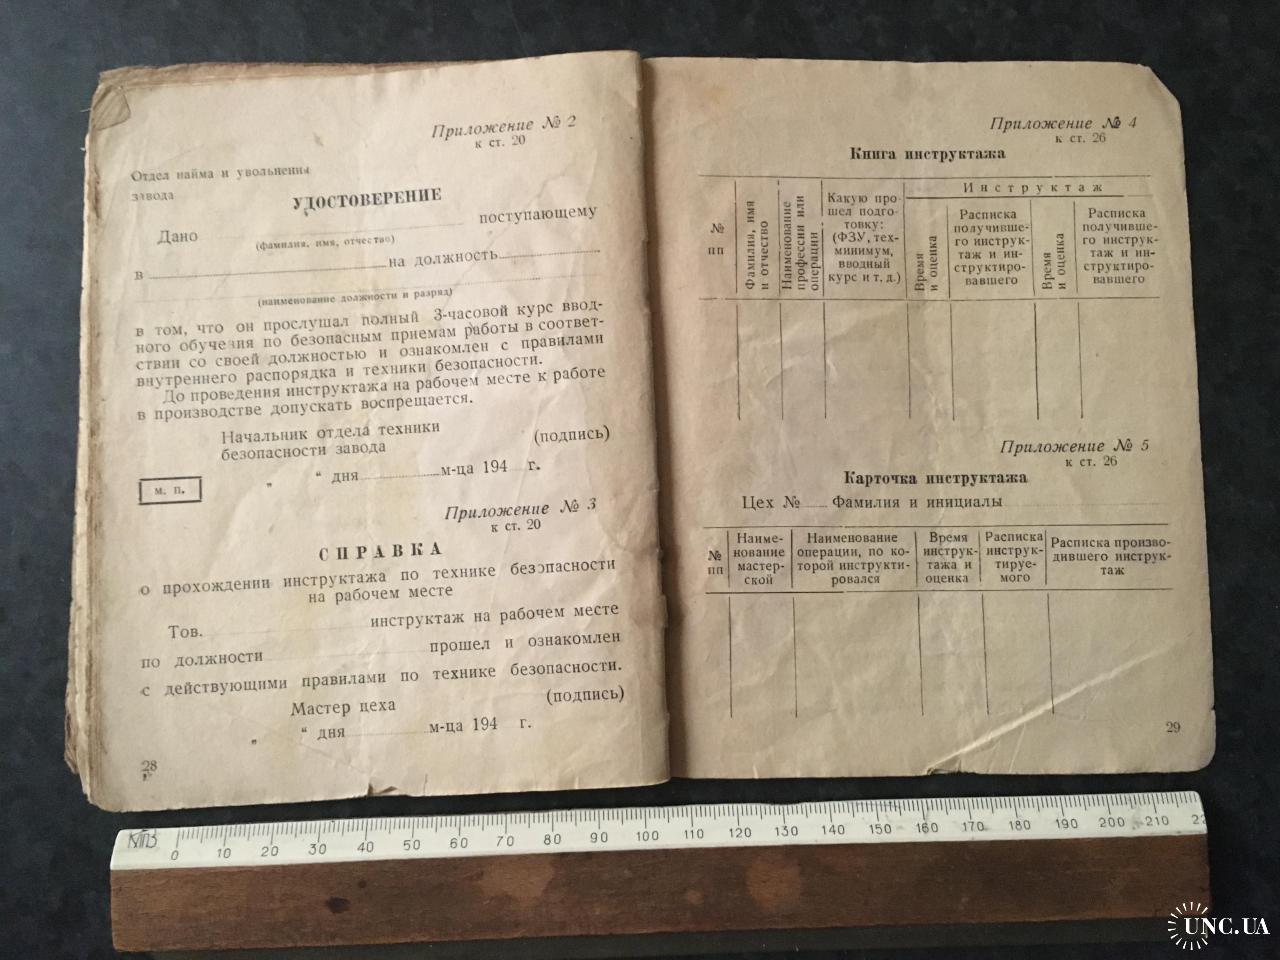 Приложение № 2
к ст. 20
Отдел найма и увольнения
завода
УДОСТОВЕРЕНИЕ
Дано поступающему
(фамилия, имя, отчество)
в на должность
(наименование должности и разряд)
в том, что он прослушал полный 3-часовой курс ввод-
ного обучения по безопасным приемам работы в соответ-
ствии со своей должностью и ознакомлен с правилами
внутреннего распорядка и техники безопасности.
До проведения инструктажа на рабочем месте к работе
в производстве допускать воспрещается.
Начальник отдела техники
безопасности завода (подпись)
„ “ дня м-ца 194 г.
м. п.
Приложение № 3
к ст. 20
СПРАВКА
о прохождении инструктажа по технике безопасности
на рабочем месте
Тов. инструктаж на рабочем месте
по должности прошел и ознакомлен
с действующими правилами по технике безопасности.
Мастер цеха (подпись)
„ “ дня м-ца 194 г.
28
Приложение № 4
к ст. 26
Книга инструктажа
№
пп
Фамилия, имя
и отчество
Наименование
профессии или
операции
Какую про-
шел подго-
товку:
(ФЗУ, тех-
минимум,
вводный
курс и т. д.)
Инструктаж
Время
и оценка
Расписка
получивше-
го инструк-
таж и ин-
структиро-
вавшего
Время
и оценка
Расписка
получивше-
го инструк-
таж и ин-
структиро-
вавшего
Приложение № 5
к ст. 26
Карточка инструктажа
Цех № Фамилия и инициалы
№
пп
Наиме-
нование
мастер-
ской
Наименование
операции, по ко-
торой инструкти-
ровался
Время
инструк-
тажа и
оценка
Расписка
инструк-
тируе-
мого
Расписка произво-
дившего инструк-
таж
29
0 10 20 30 40 50 60 70 80 90 100 110 120 130 140 150 160 170 180 190 200 210 22
UNC.UA